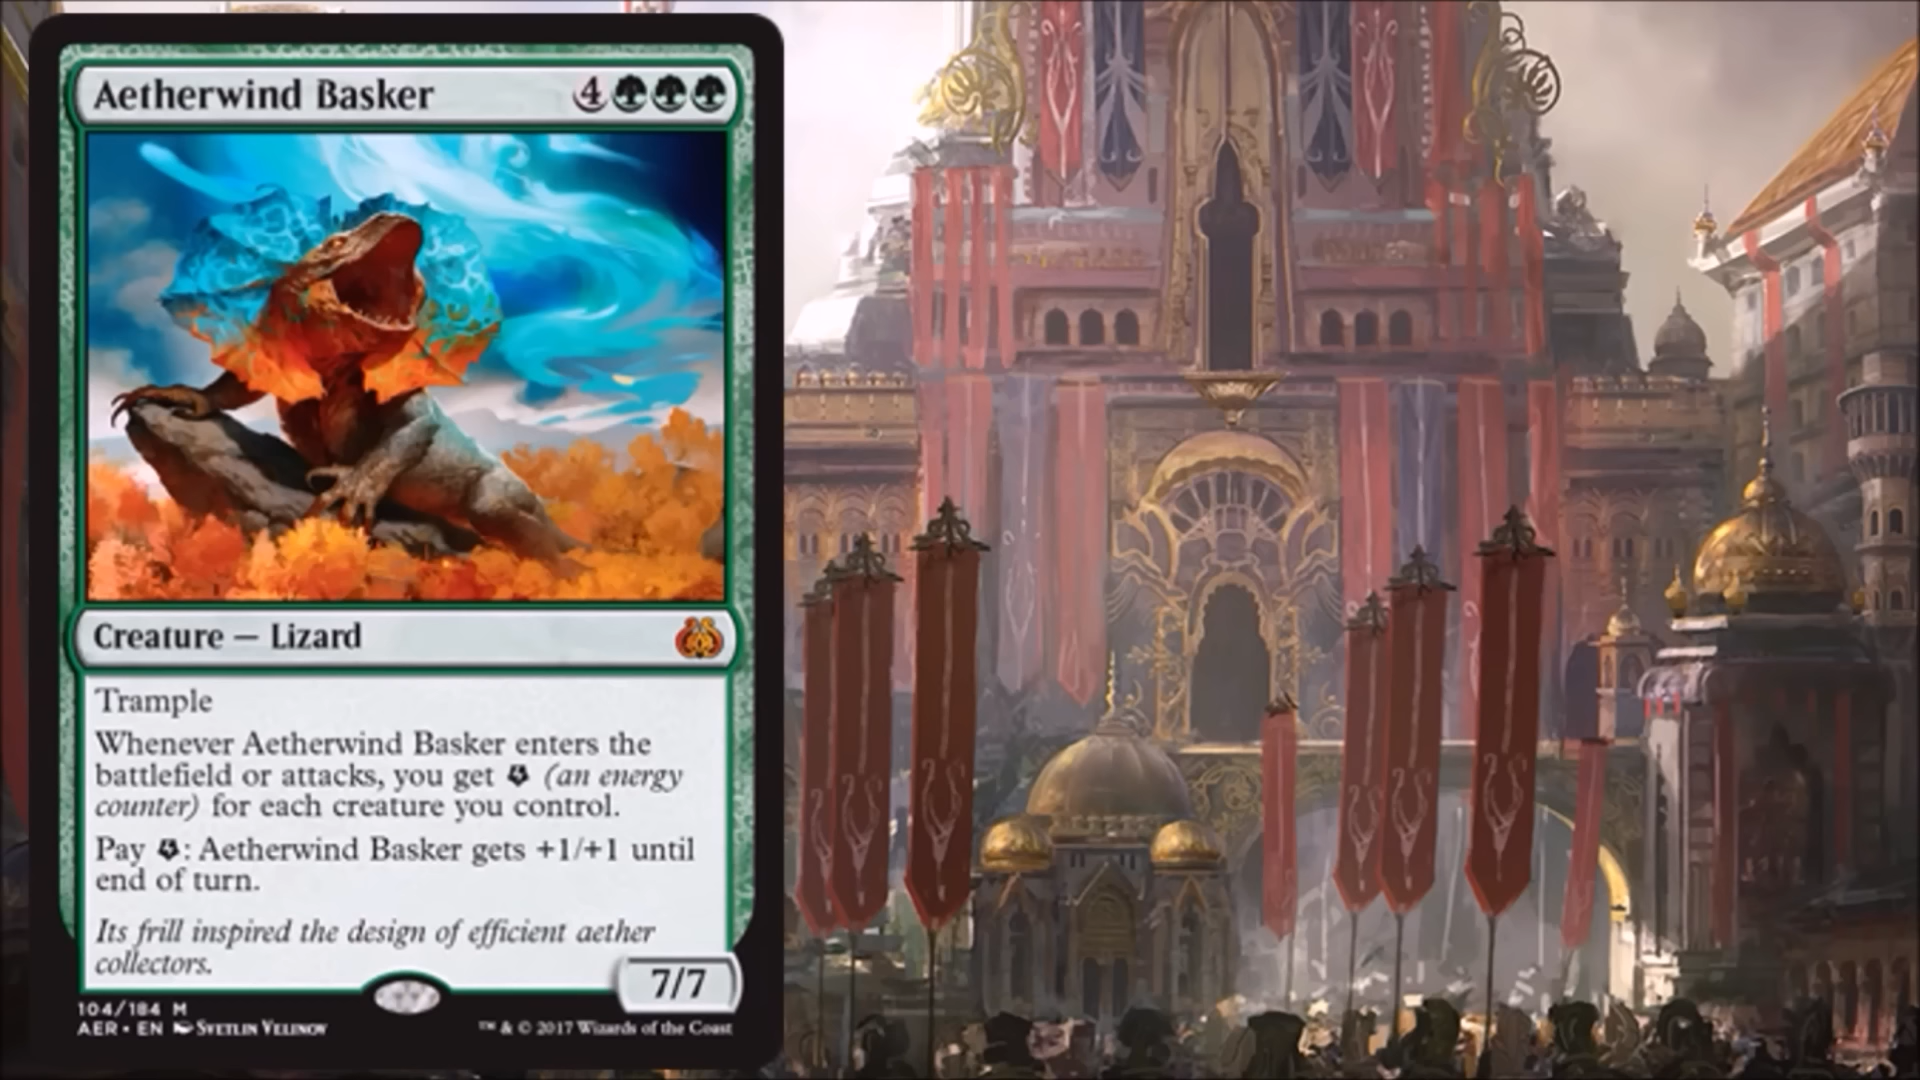 Aetherwind Basker 4
Creature — Lizard
Trample
Whenever Aetherwind Basker enters the
battlefield or attacks, you get (an energy
counter) for each creature you control.
Pay : Aetherwind Basker gets +1/+1 until
end of turn.
Its frill inspired the design of efficient aether
collectors.
7/7
104/184 M
AER • EN Svetlin Velinov
™ & © 2017 Wizards of the Coast